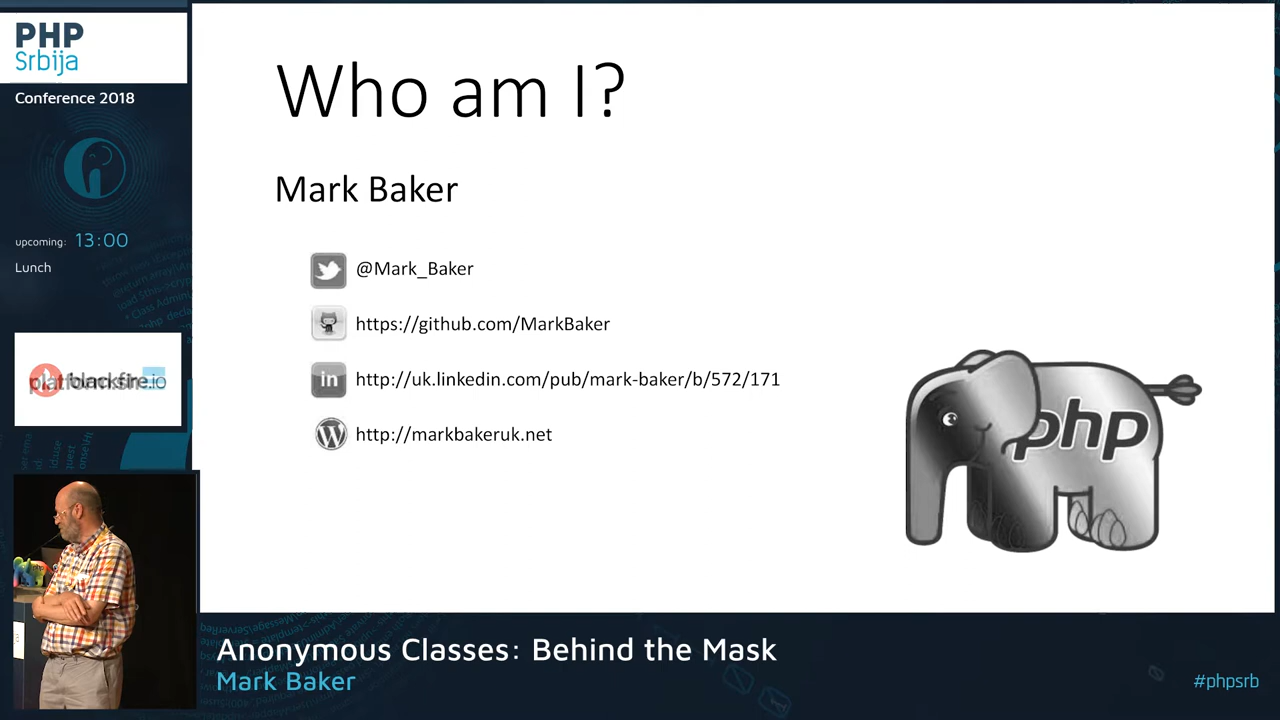 PHP
Srbija
Conference 2018
upcoming: 13:00
Lunch
Who am I?
Mark Baker
@Mark_Baker
https://github.com/MarkBaker
in http://uk.linkedin.com/pub/mark-baker/b/572/171
http://markbakeruk.net
php
blackfire.io
Anonymous Classes: Behind the Mask
Mark Baker
#phpsrb